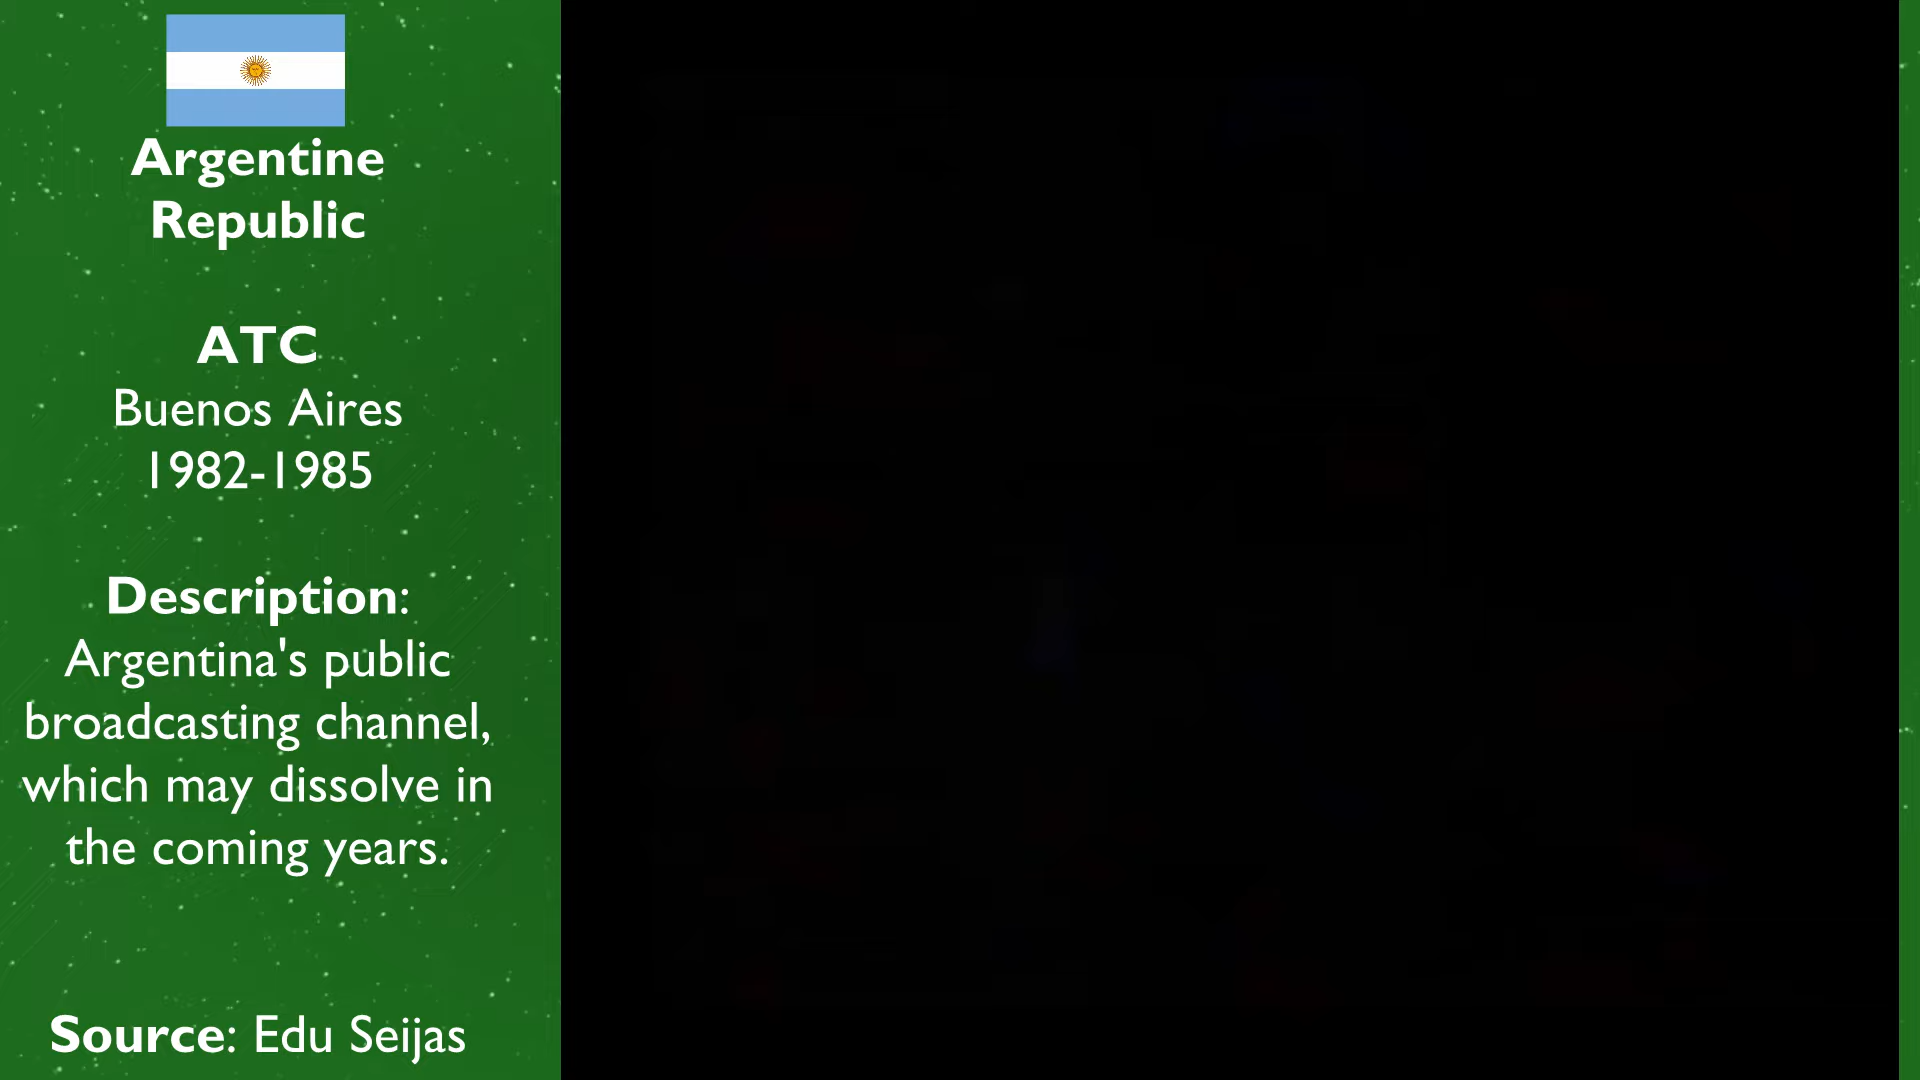 Argentine
Republic
ATC
Buenos Aires
1982-1985
Description:
Argentina's public
broadcasting channel,
which may dissolve in
the coming years.
Source: Edu Seijas